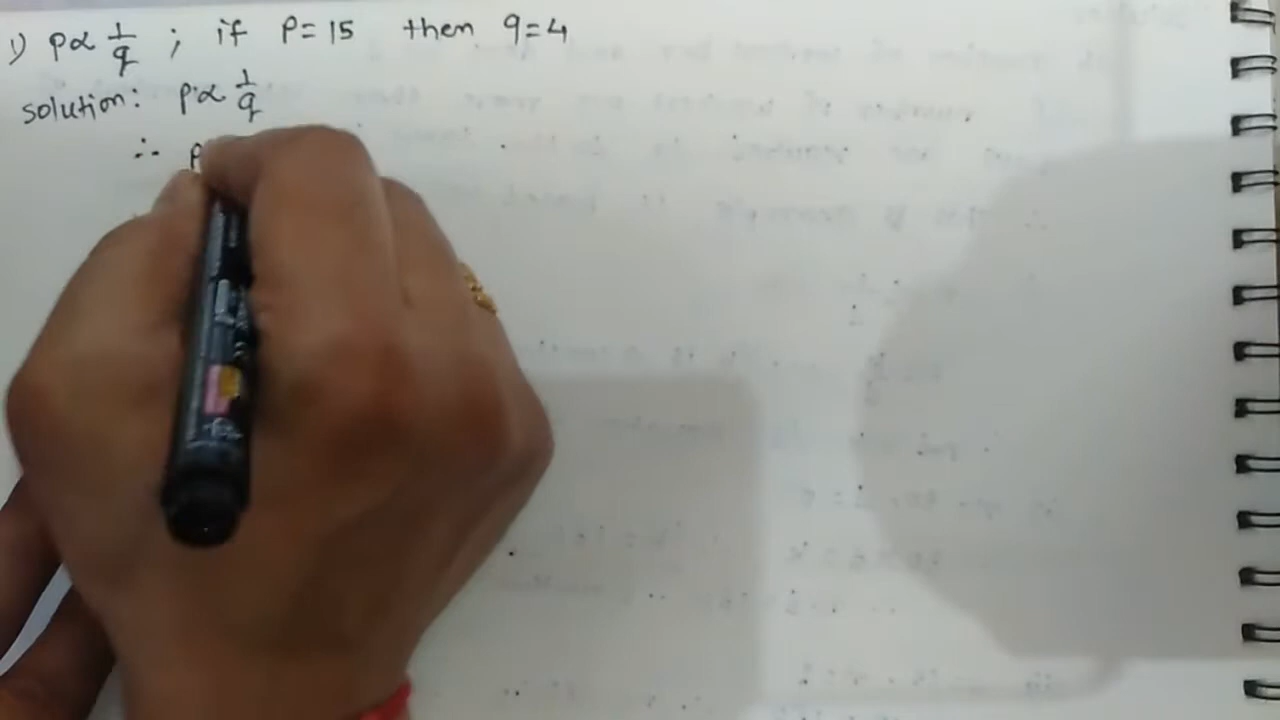 1) p∝ 1/q ; if p=15 then q=4
solution: p∝ 1/q
∴ p